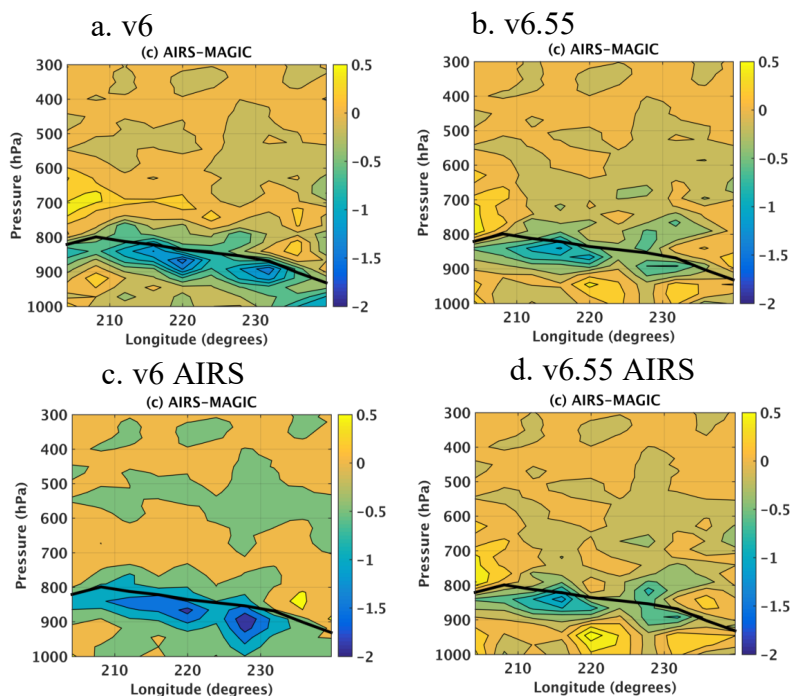 a. v6
(c) AIRS-MAGIC
300
400
500
600
700
800
900
1000
Pressure (hPa)
210 220 230
Longitude (degrees)
0.5
0
−0.5
−1
−1.5
−2
b. v6.55
(c) AIRS-MAGIC
300
400
500
600
700
800
900
1000
Pressure (hPa)
210 220 230
Longitude (degrees)
0.5
0
−0.5
−1
−1.5
−2
c. v6 AIRS
(c) AIRS-MAGIC
300
400
500
600
700
800
900
1000
Pressure (hPa)
210 220 230
Longitude (degrees)
0.5
0
−0.5
−1
−1.5
−2
d. v6.55 AIRS
(c) AIRS-MAGIC
300
400
500
600
700
800
900
1000
Pressure (hPa)
210 220 230
Longitude (degrees)
0.5
0
−0.5
−1
−1.5
−2